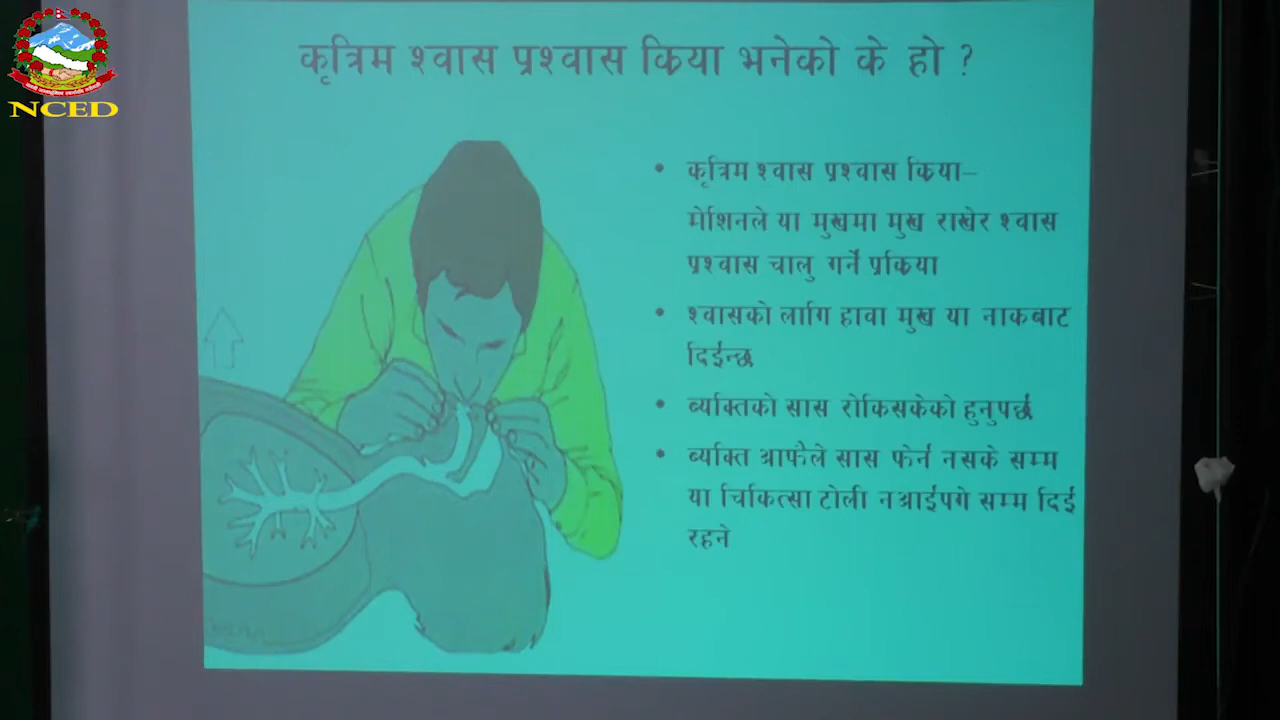 NCED
कृत्रिम श्वास प्रश्वास किया भनेको के हो ?
• कृत्रिम श्वास प्रश्वास किया–
मेशिनले या मुखमा मुख राखेर श्वास
प्रश्वास चालु गर्ने प्रकिया
• श्वासको लागि हावा मुख या नाकबाट
दिईन्छ
• ब्यक्तिको सास रोकिसकेको हुनुपर्छ
• ब्यक्ति आफैले सास फेर्न नसके सम्म
या चिकित्सा टोली नआईपुगे सम्म दिई
रहने